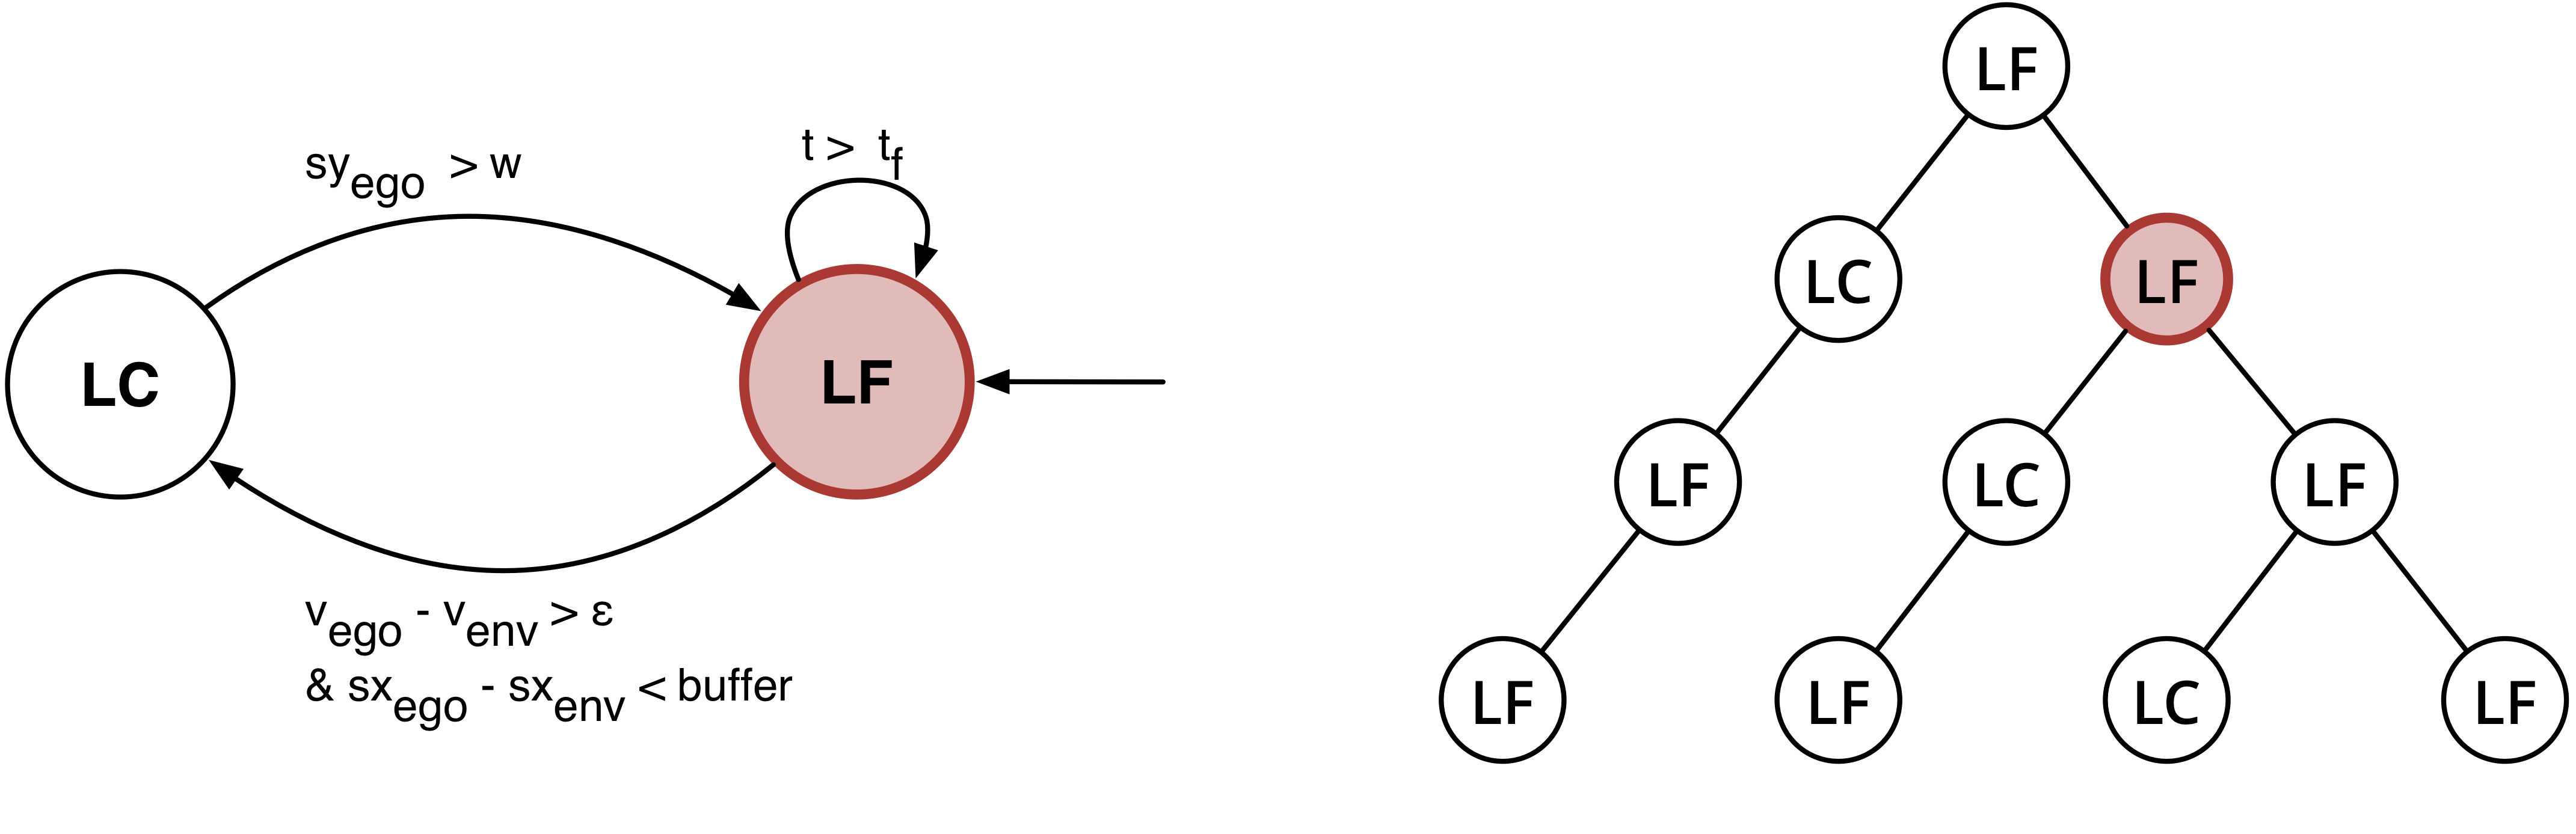 sy_ego > w
t > t_f
LC
LF
v_ego - v_env > ε
& sx_ego - sx_env < buffer
LF
LC LF
LF LC LF
LF LF LC LF